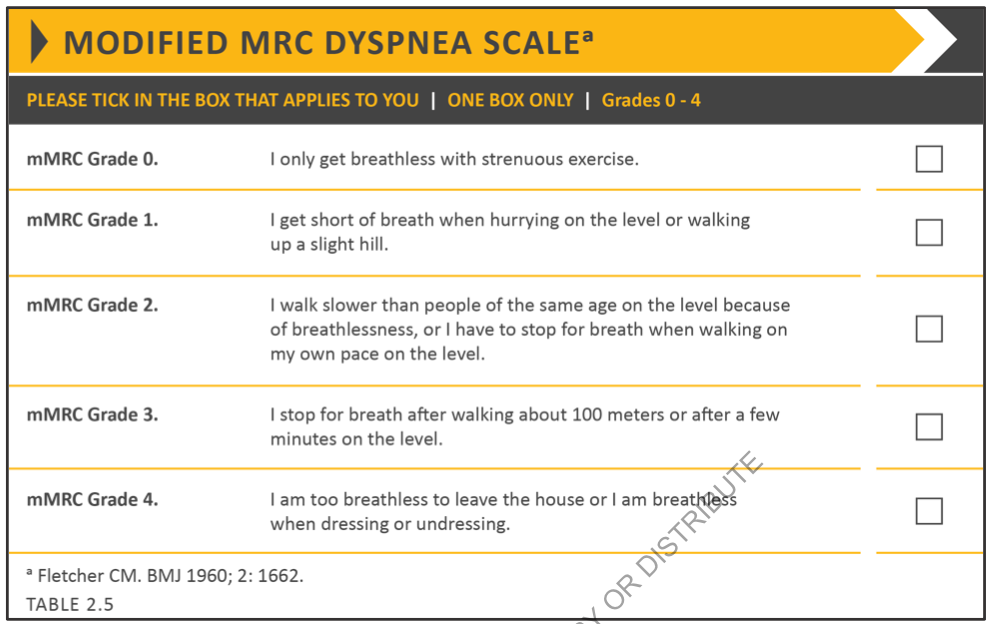 MODIFIED MRC DYSPNEA SCALEᵃ
PLEASE TICK IN THE BOX THAT APPLIES TO YOU | ONE BOX ONLY | Grades 0 - 4
mMRC Grade 0. I only get breathless with strenuous exercise.
mMRC Grade 1. I get short of breath when hurrying on the level or walking
up a slight hill.
mMRC Grade 2. I walk slower than people of the same age on the level because
of breathlessness, or I have to stop for breath when walking on
my own pace on the level.
mMRC Grade 3. I stop for breath after walking about 100 meters or after a few
minutes on the level.
mMRC Grade 4. I am too breathless to leave the house or I am breathless
when dressing or undressing.
ᵃ Fletcher CM. BMJ 1960; 2: 1662.
TABLE 2.5
OR DISTRIBUTE